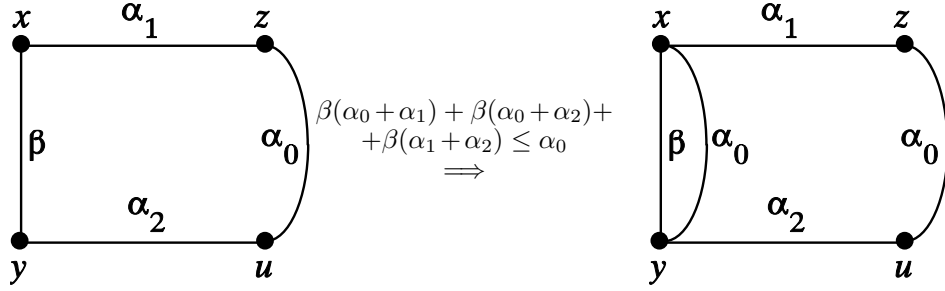 x α₁ z x α₁ z
β(α₀+α₁) + β(α₀+α₂)+
β α₀ +β(α₁+α₂) ≤ α₀ β α₀ α₀
⟹
α₂ α₂
y u y u